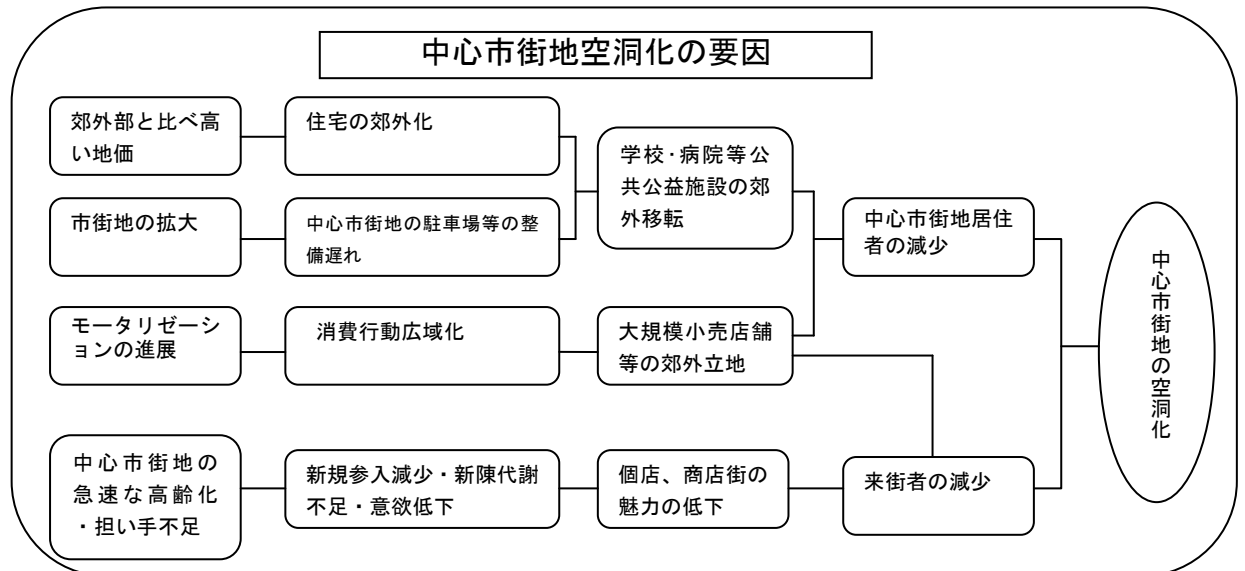 中心市街地空洞化の要因
郊外部と比べ高
い地価
住宅の郊外化
学校・病院等公
共公益施設の郊
外移転
市街地の拡大
中心市街地の駐車場等の整
備遅れ
中心市街地居住
者の減少
モータリゼーシ
ョンの進展
消費行動広域化
大規模小売店舗
等の郊外立地
中心市街地の空洞化
中心市街地の
急速な高齢化
・担い手不足
新規参入減少・新陳代謝
不足・意欲低下
個店、商店街の
魅力の低下
来街者の減少